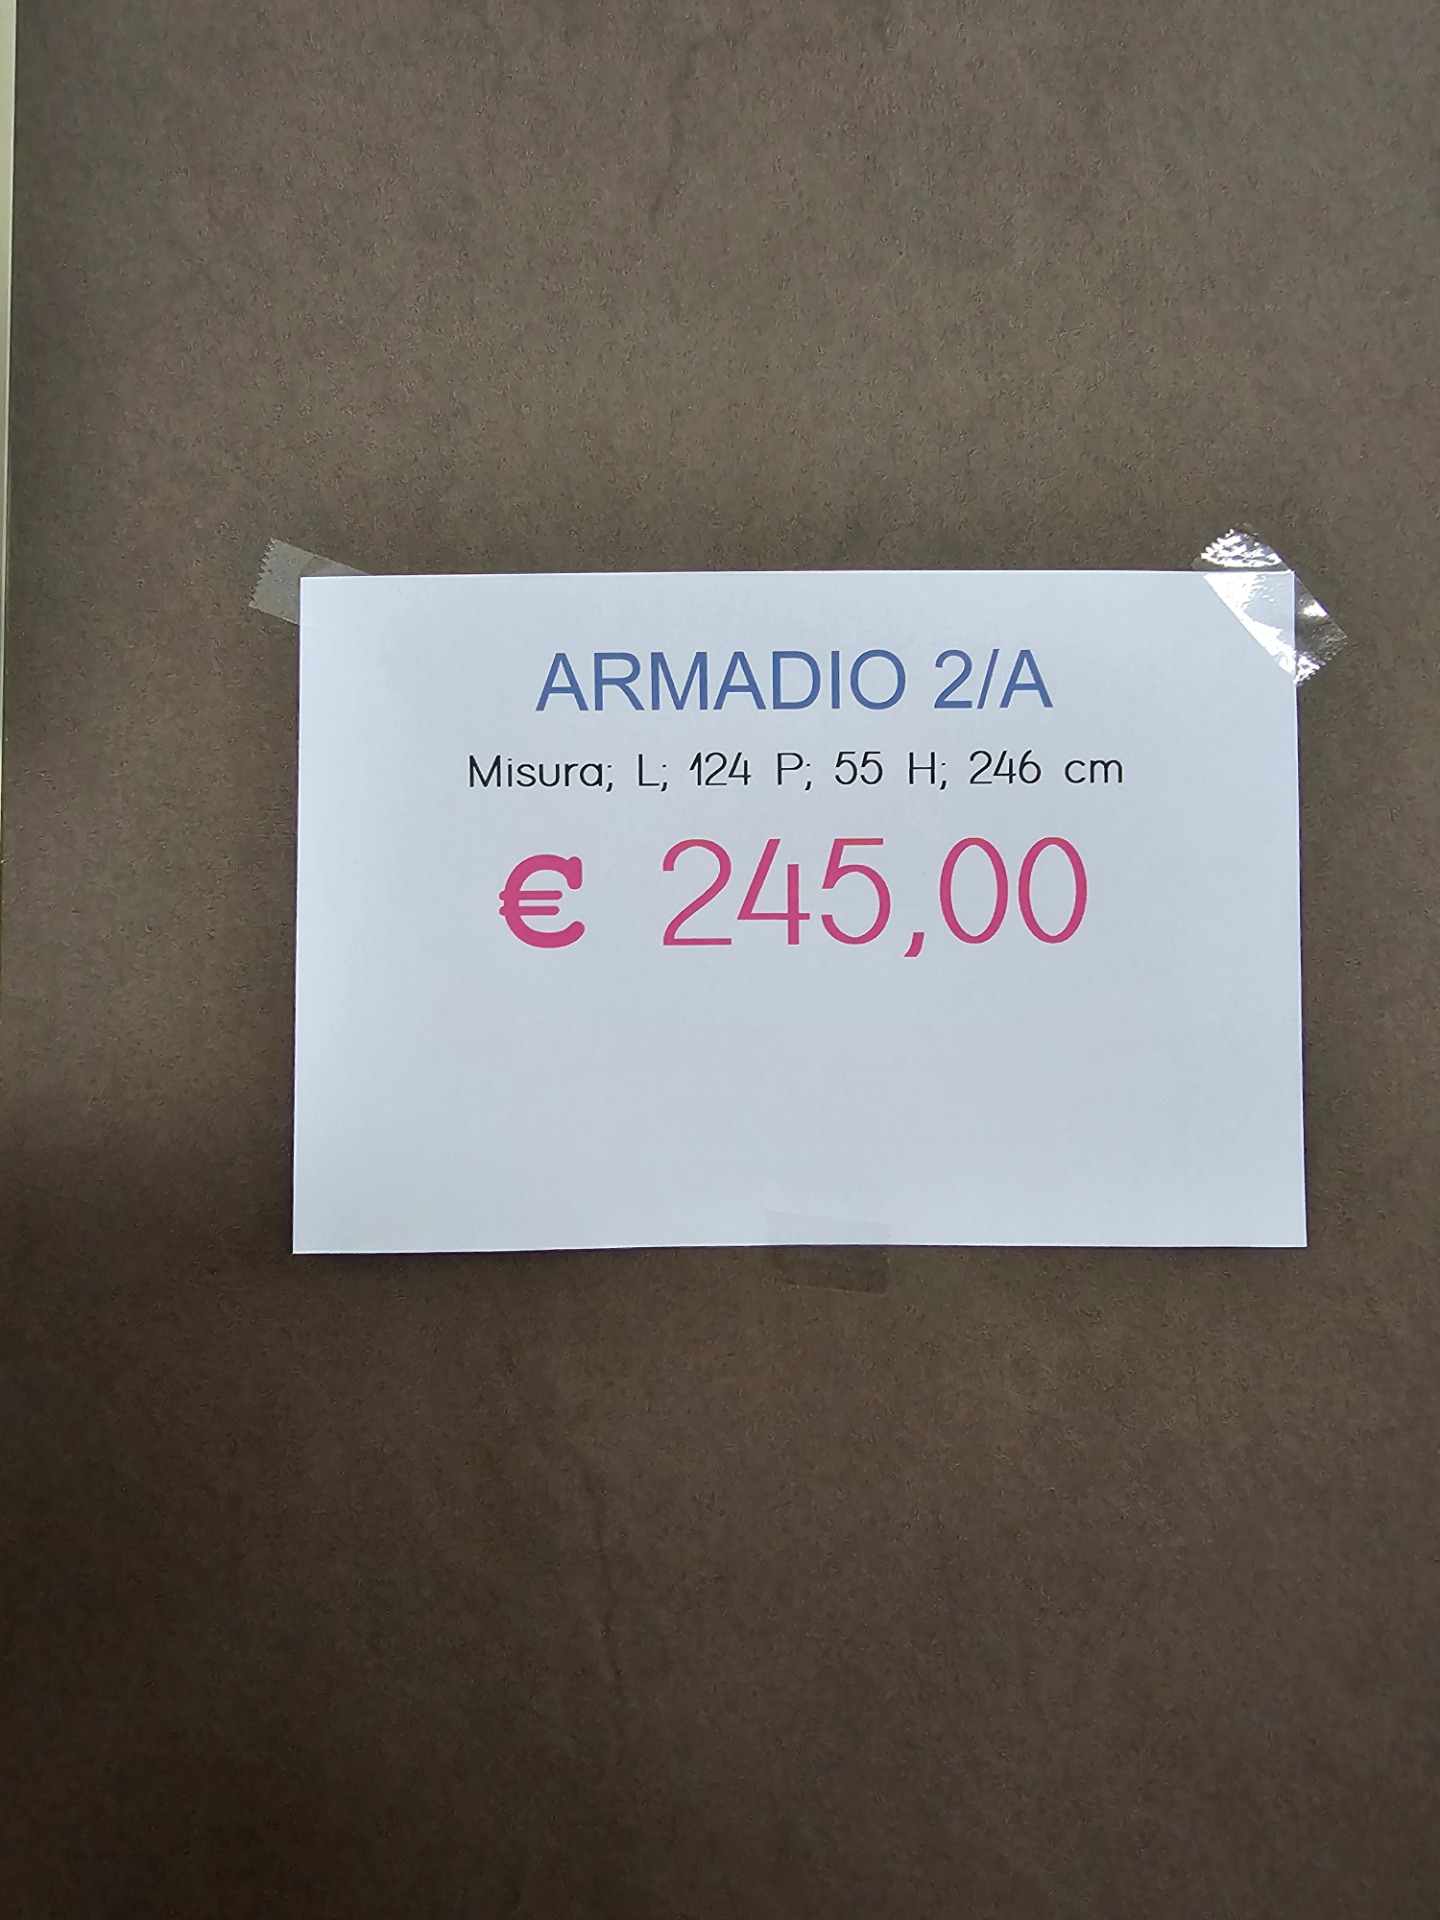 ARMADIO 2/A
Misura; L; 124 P; 55 H; 246 cm
€ 245,00